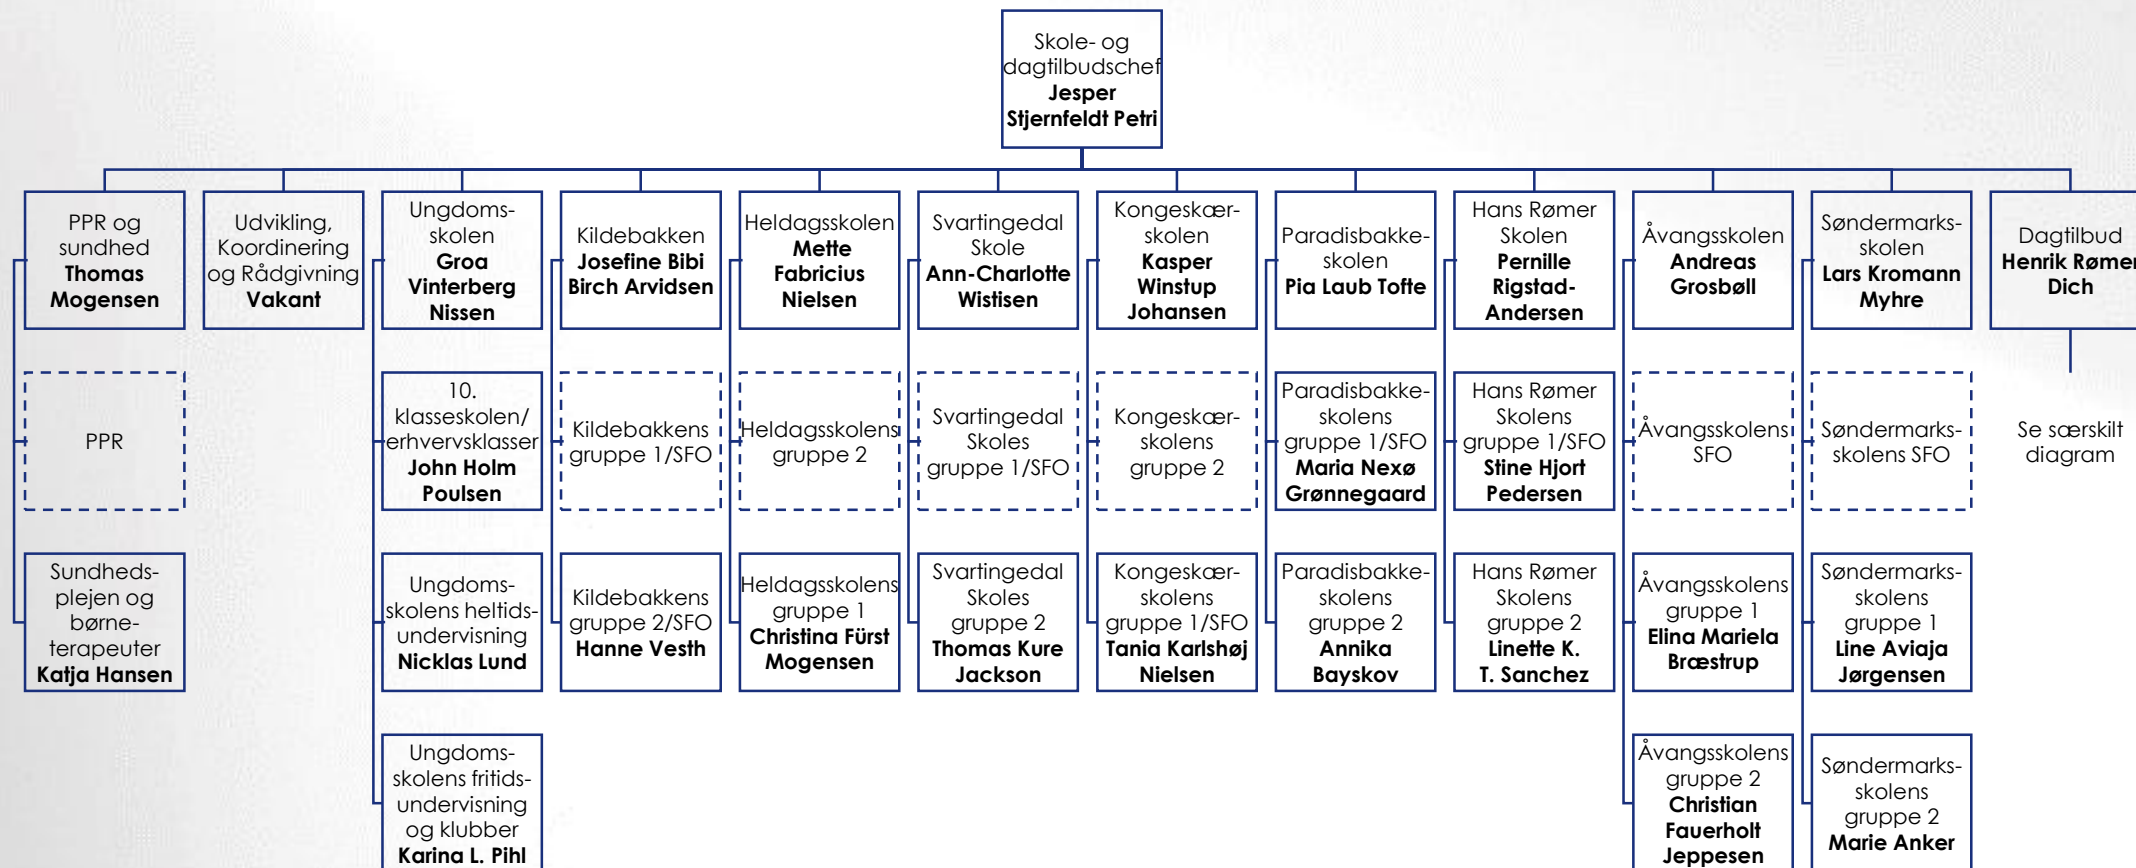 Skole- og
dagtilbudschef
Jesper
Stjernfeldt Petri
PPR og
sundhed
Thomas
Mogensen
Udvikling,
Koordinering
og Rådgivning
Vakant
Ungdoms-
skolen
Groa
Vinterberg
Nissen
Kildebakken
Josefine Bibi
Birch Arvidsen
Heldagsskolen
Mette
Fabricius
Nielsen
Svartingedal
Skole
Ann-Charlotte
Wistisen
Kongeskær-
skolen
Kasper
Winstup
Johansen
Paradisbakke-
skolen
Pia Laub Tofte
Hans Rømer
Skolen
Pernille
Rigstad-
Andersen
Åvangsskolen
Andreas
Grosbøll
Søndermarks-
skolen
Lars Kromann
Myhre
Dagtilbud
Henrik Rømer
Dich
PPR
10.
klasseskolen/
erhvervsklasser
John Holm
Poulsen
Kildebakkens
gruppe 1/SFO
Heldagsskolens
gruppe 2
Svartingedal
Skoles
gruppe 1/SFO
Kongeskær-
skolens
gruppe 2
Paradisbakke-
skolens
gruppe 1/SFO
Maria Nexø
Grønnegaard
Hans Rømer
Skolens
gruppe 1/SFO
Stine Hjort
Pedersen
Åvangsskolens
SFO
Søndermarks-
skolens SFO
Se særskilt
diagram
Sundheds-
plejen og
børne-
terapeuter
Katja Hansen
Ungdoms-
skolens heltids-
undervisning
Nicklas Lund
Kildebakkens
gruppe 2/SFO
Hanne Vesth
Heldagsskolens
gruppe 1
Christina Fürst
Mogensen
Svartingedal
Skoles
gruppe 2
Thomas Kure
Jackson
Kongeskær-
skolens
gruppe 1/SFO
Tania Karlshøj
Nielsen
Paradisbakke-
skolens
gruppe 2
Annika
Bayskov
Hans Rømer
Skolens
gruppe 2
Linette K.
T. Sanchez
Åvangsskolens
gruppe 1
Elina Mariela
Bræstrup
Søndermarks-
skolens
gruppe 1
Line Aviaja
Jørgensen
Ungdoms-
skolens fritids-
undervisning
og klubber
Karina L. Pihl
Åvangsskolens
gruppe 2
Christian
Fauerholt
Jeppesen
Søndermarks-
skolens
gruppe 2
Marie Anker